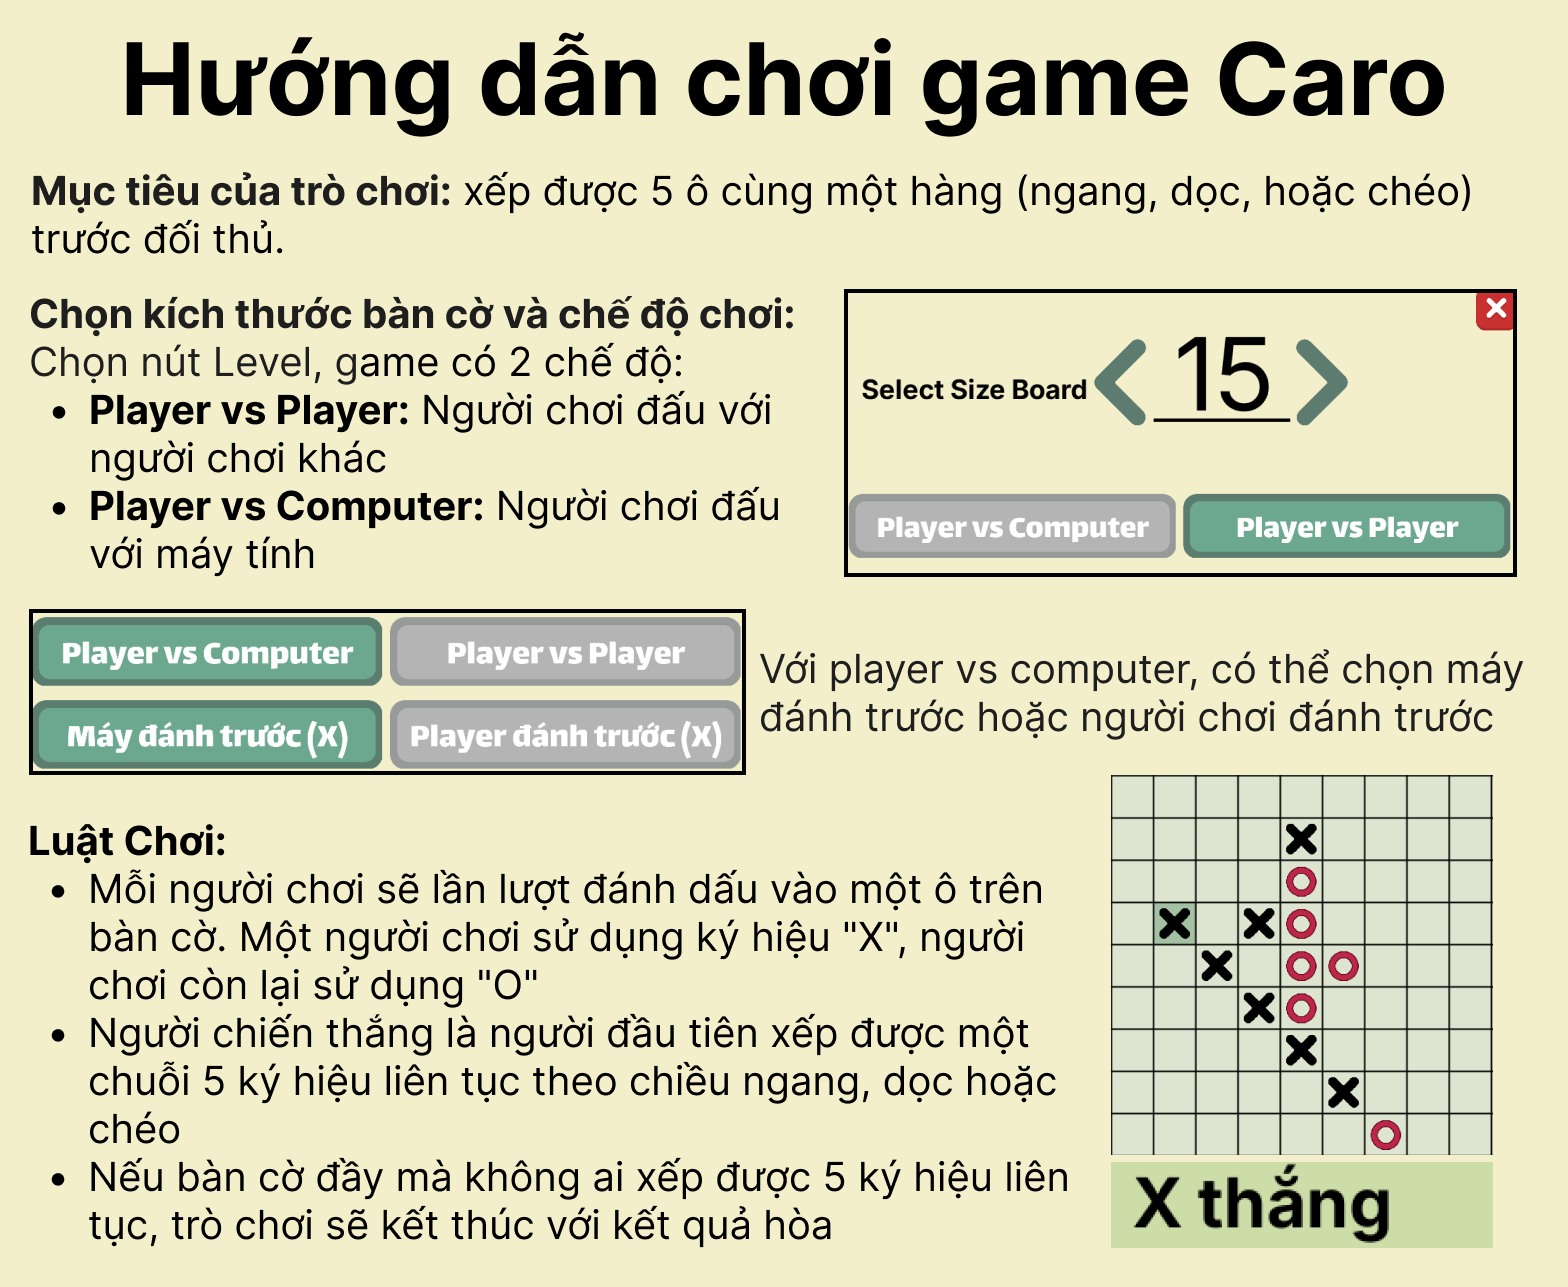 Hướng dẫn chơi game Caro
Mục tiêu của trò chơi: xếp được 5 ô cùng một hàng (ngang, dọc, hoặc chéo)
trước đối thủ.
Chọn kích thước bàn cờ và chế độ chơi:
Chọn nút Level, game có 2 chế độ:
• Player vs Player: Người chơi đấu với
người chơi khác
• Player vs Computer: Người chơi đấu
với máy tính
Select Size Board
15
Player vs Computer
Player vs Player
Player vs Computer
Player vs Player
Máy đánh trước (X)
Player đánh trước (X)
Với player vs computer, có thể chọn máy
đánh trước hoặc người chơi đánh trước
Luật Chơi:
• Mỗi người chơi sẽ lần lượt đánh dấu vào một ô trên
bàn cờ. Một người chơi sử dụng ký hiệu "X", người
chơi còn lại sử dụng "O"
• Người chiến thắng là người đầu tiên xếp được một
chuỗi 5 ký hiệu liên tục theo chiều ngang, dọc hoặc
chéo
• Nếu bàn cờ đầy mà không ai xếp được 5 ký hiệu liên
tục, trò chơi sẽ kết thúc với kết quả hòa
X thắng